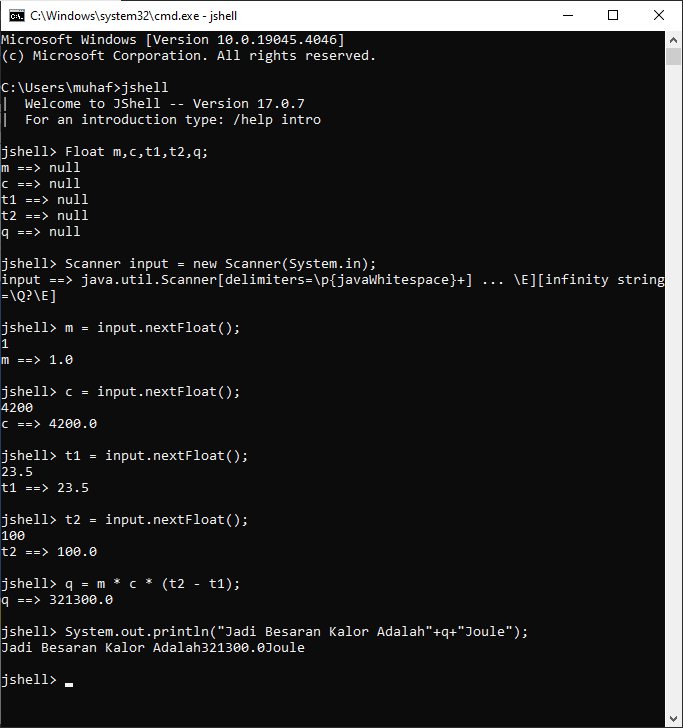 C:\Windows\system32\cmd.exe - jshell
Microsoft Windows [Version 10.0.19045.4046]
(c) Microsoft Corporation. All rights reserved.
C:\Users\muhaf>jshell
|  Welcome to JShell -- Version 17.0.7
|  For an introduction type: /help intro
jshell> Float m,c,t1,t2,q;
m ==> null
c ==> null
t1 ==> null
t2 ==> null
q ==> null
jshell> Scanner input = new Scanner(System.in);
input ==> java.util.Scanner[delimiters=\p{javaWhitespace}+] ... \E][infinity string
=\Q?\E]
jshell> m = input.nextFloat();
1
m ==> 1.0
jshell> c = input.nextFloat();
4200
c ==> 4200.0
jshell> t1 = input.nextFloat();
23.5
t1 ==> 23.5
jshell> t2 = input.nextFloat();
100
t2 ==> 100.0
jshell> q = m * c * (t2 - t1);
q ==> 321300.0
jshell> System.out.println("Jadi Besaran Kalor Adalah"+q+"Joule");
Jadi Besaran Kalor Adalah321300.0Joule
jshell>